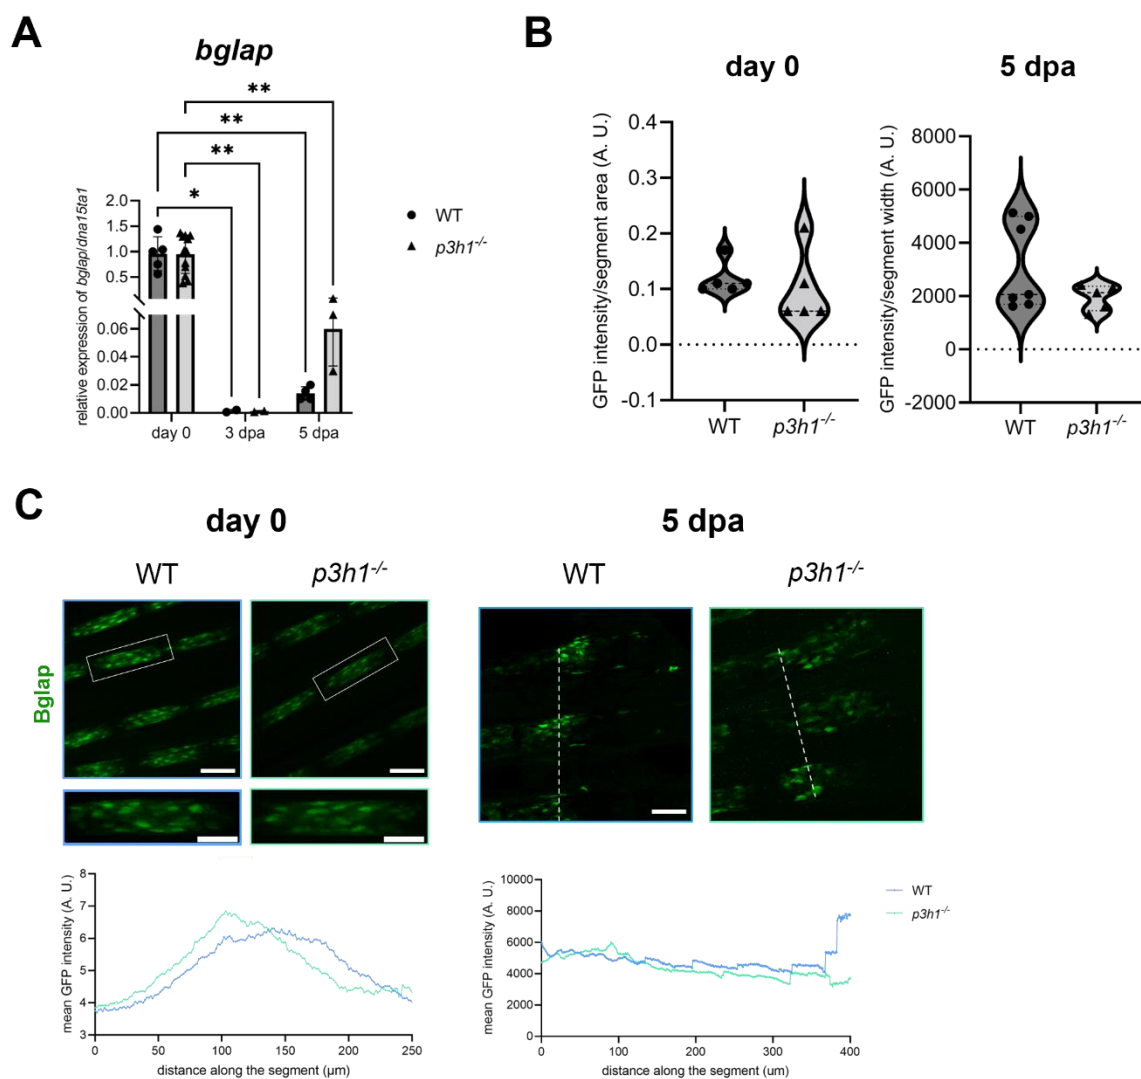 A
bglap
**
**
**
*
relative expression of bglap/dna15ta1
2.0
1.5
1.0
0.5
0.06
0.04
0.02
0.00
day 0
3 dpa
5 dpa
WT
p3h1-/-
B
day 0
5 dpa
GFP intensity/segment area (A. U.)
0.4
0.3
0.2
0.1
0.0
-0.1
WT
p3h1-/-
GFP intensity/segment width (A. U.)
8000
6000
4000
2000
0
-2000
WT
p3h1-/-
C
day 0
5 dpa
WT
p3h1-/-
WT
p3h1-/-
Bglap
mean GFP intensity (A. U.)
8
7
6
5
4
3
0
50
100
150
200
250
distance along the segment (μm)
mean GFP intensity (A. U.)
10000
8000
6000
4000
2000
0
0
100
200
300
400
distance along the segment (um)
WT
p3h1-/-